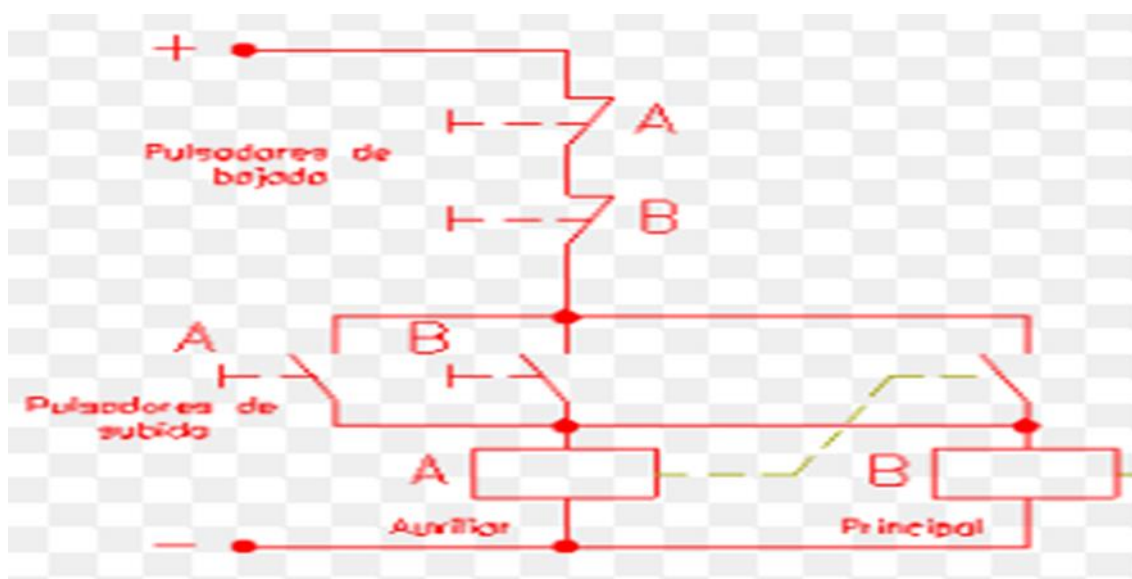 +
A
Pulsadores de
bajada
B
A
B
Pulsadores de
subida
A
B
Auxiliar
Principal
−